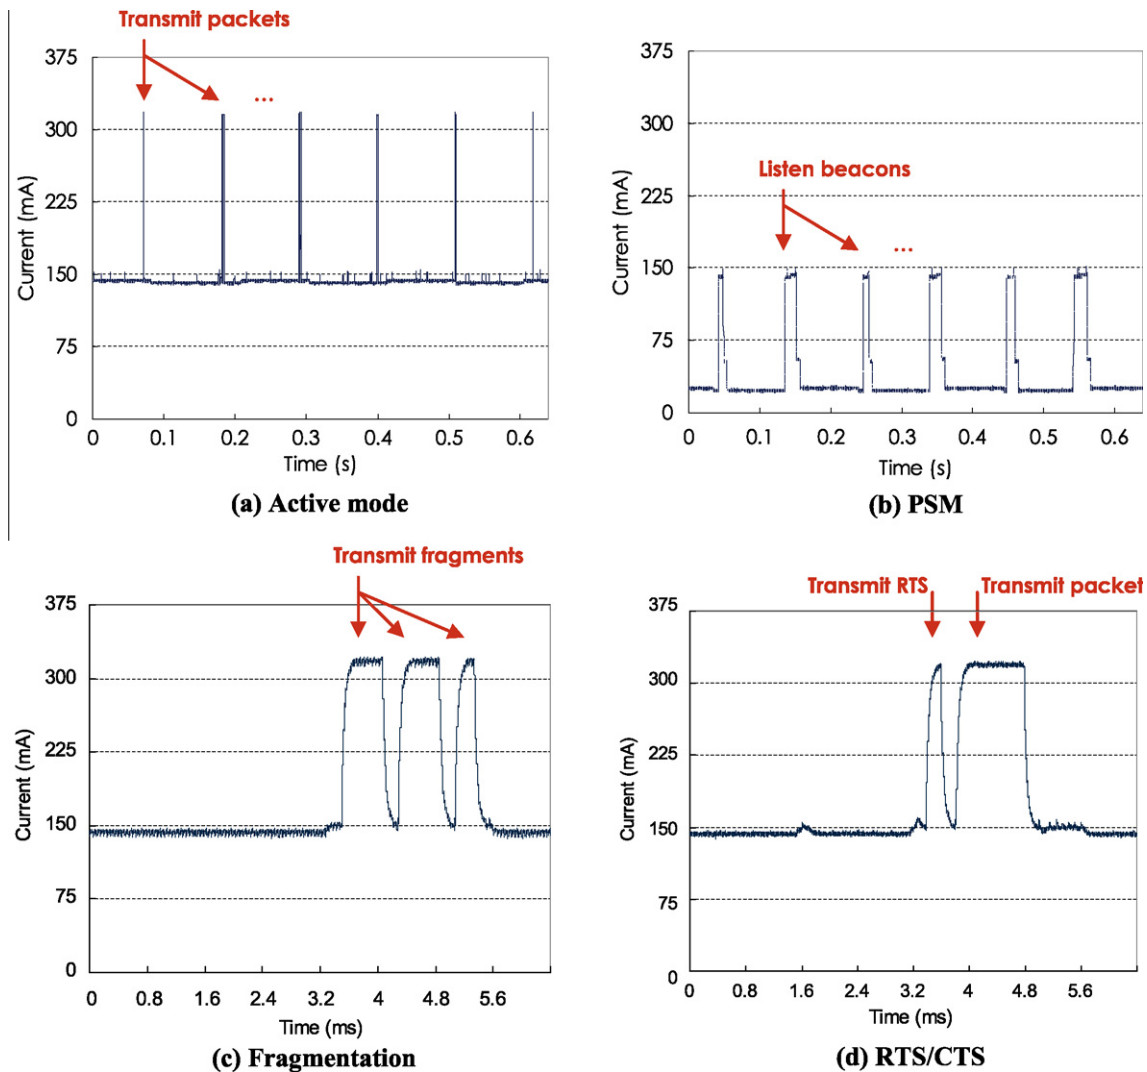 Transmit packets
...
375
300
225
150
75
0
Current (mA)
0 0.1 0.2 0.3 0.4 0.5 0.6
Time (s)
(a) Active mode
Listen beacons
...
375
300
225
150
75
0
Current (mA)
0 0.1 0.2 0.3 0.4 0.5 0.6
Time (s)
(b) PSM
Transmit fragments
375
300
225
150
75
0
Current (mA)
0 0.8 1.6 2.4 3.2 4 4.8 5.6
Time (ms)
(c) Fragmentation
Transmit RTS
Transmit packet
375
300
225
150
75
0
Current (mA)
0 0.8 1.6 2.4 3.2 4 4.8 5.6
Time (ms)
(d) RTS/CTS